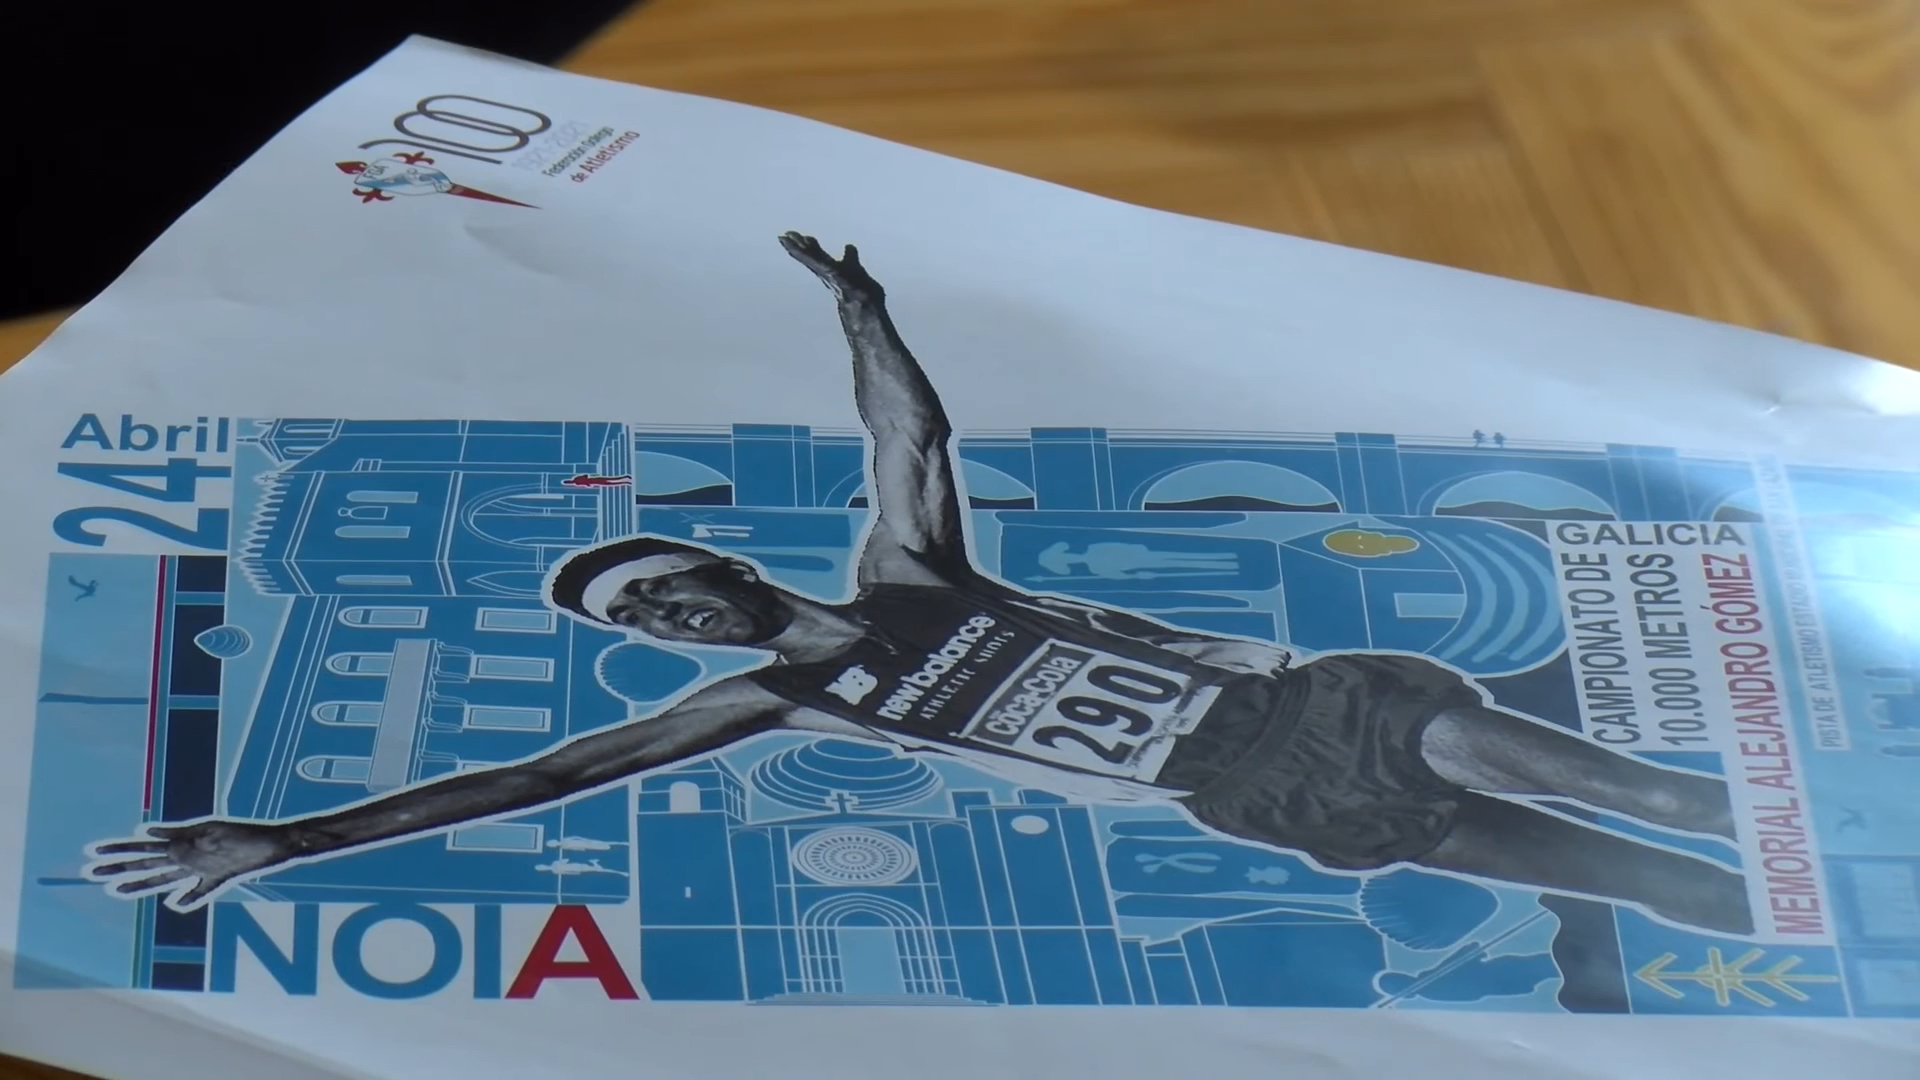 100
1921-2021
Federación Galega
de Atletismo
FGA
Abril
24
GALICIA
CAMPIONATO DE
10.000 METROS
MEMORIAL ALEJANDRO GÓMEZ
new balance
ATHLETIC SHOES
Coca-Cola
290
NOIA